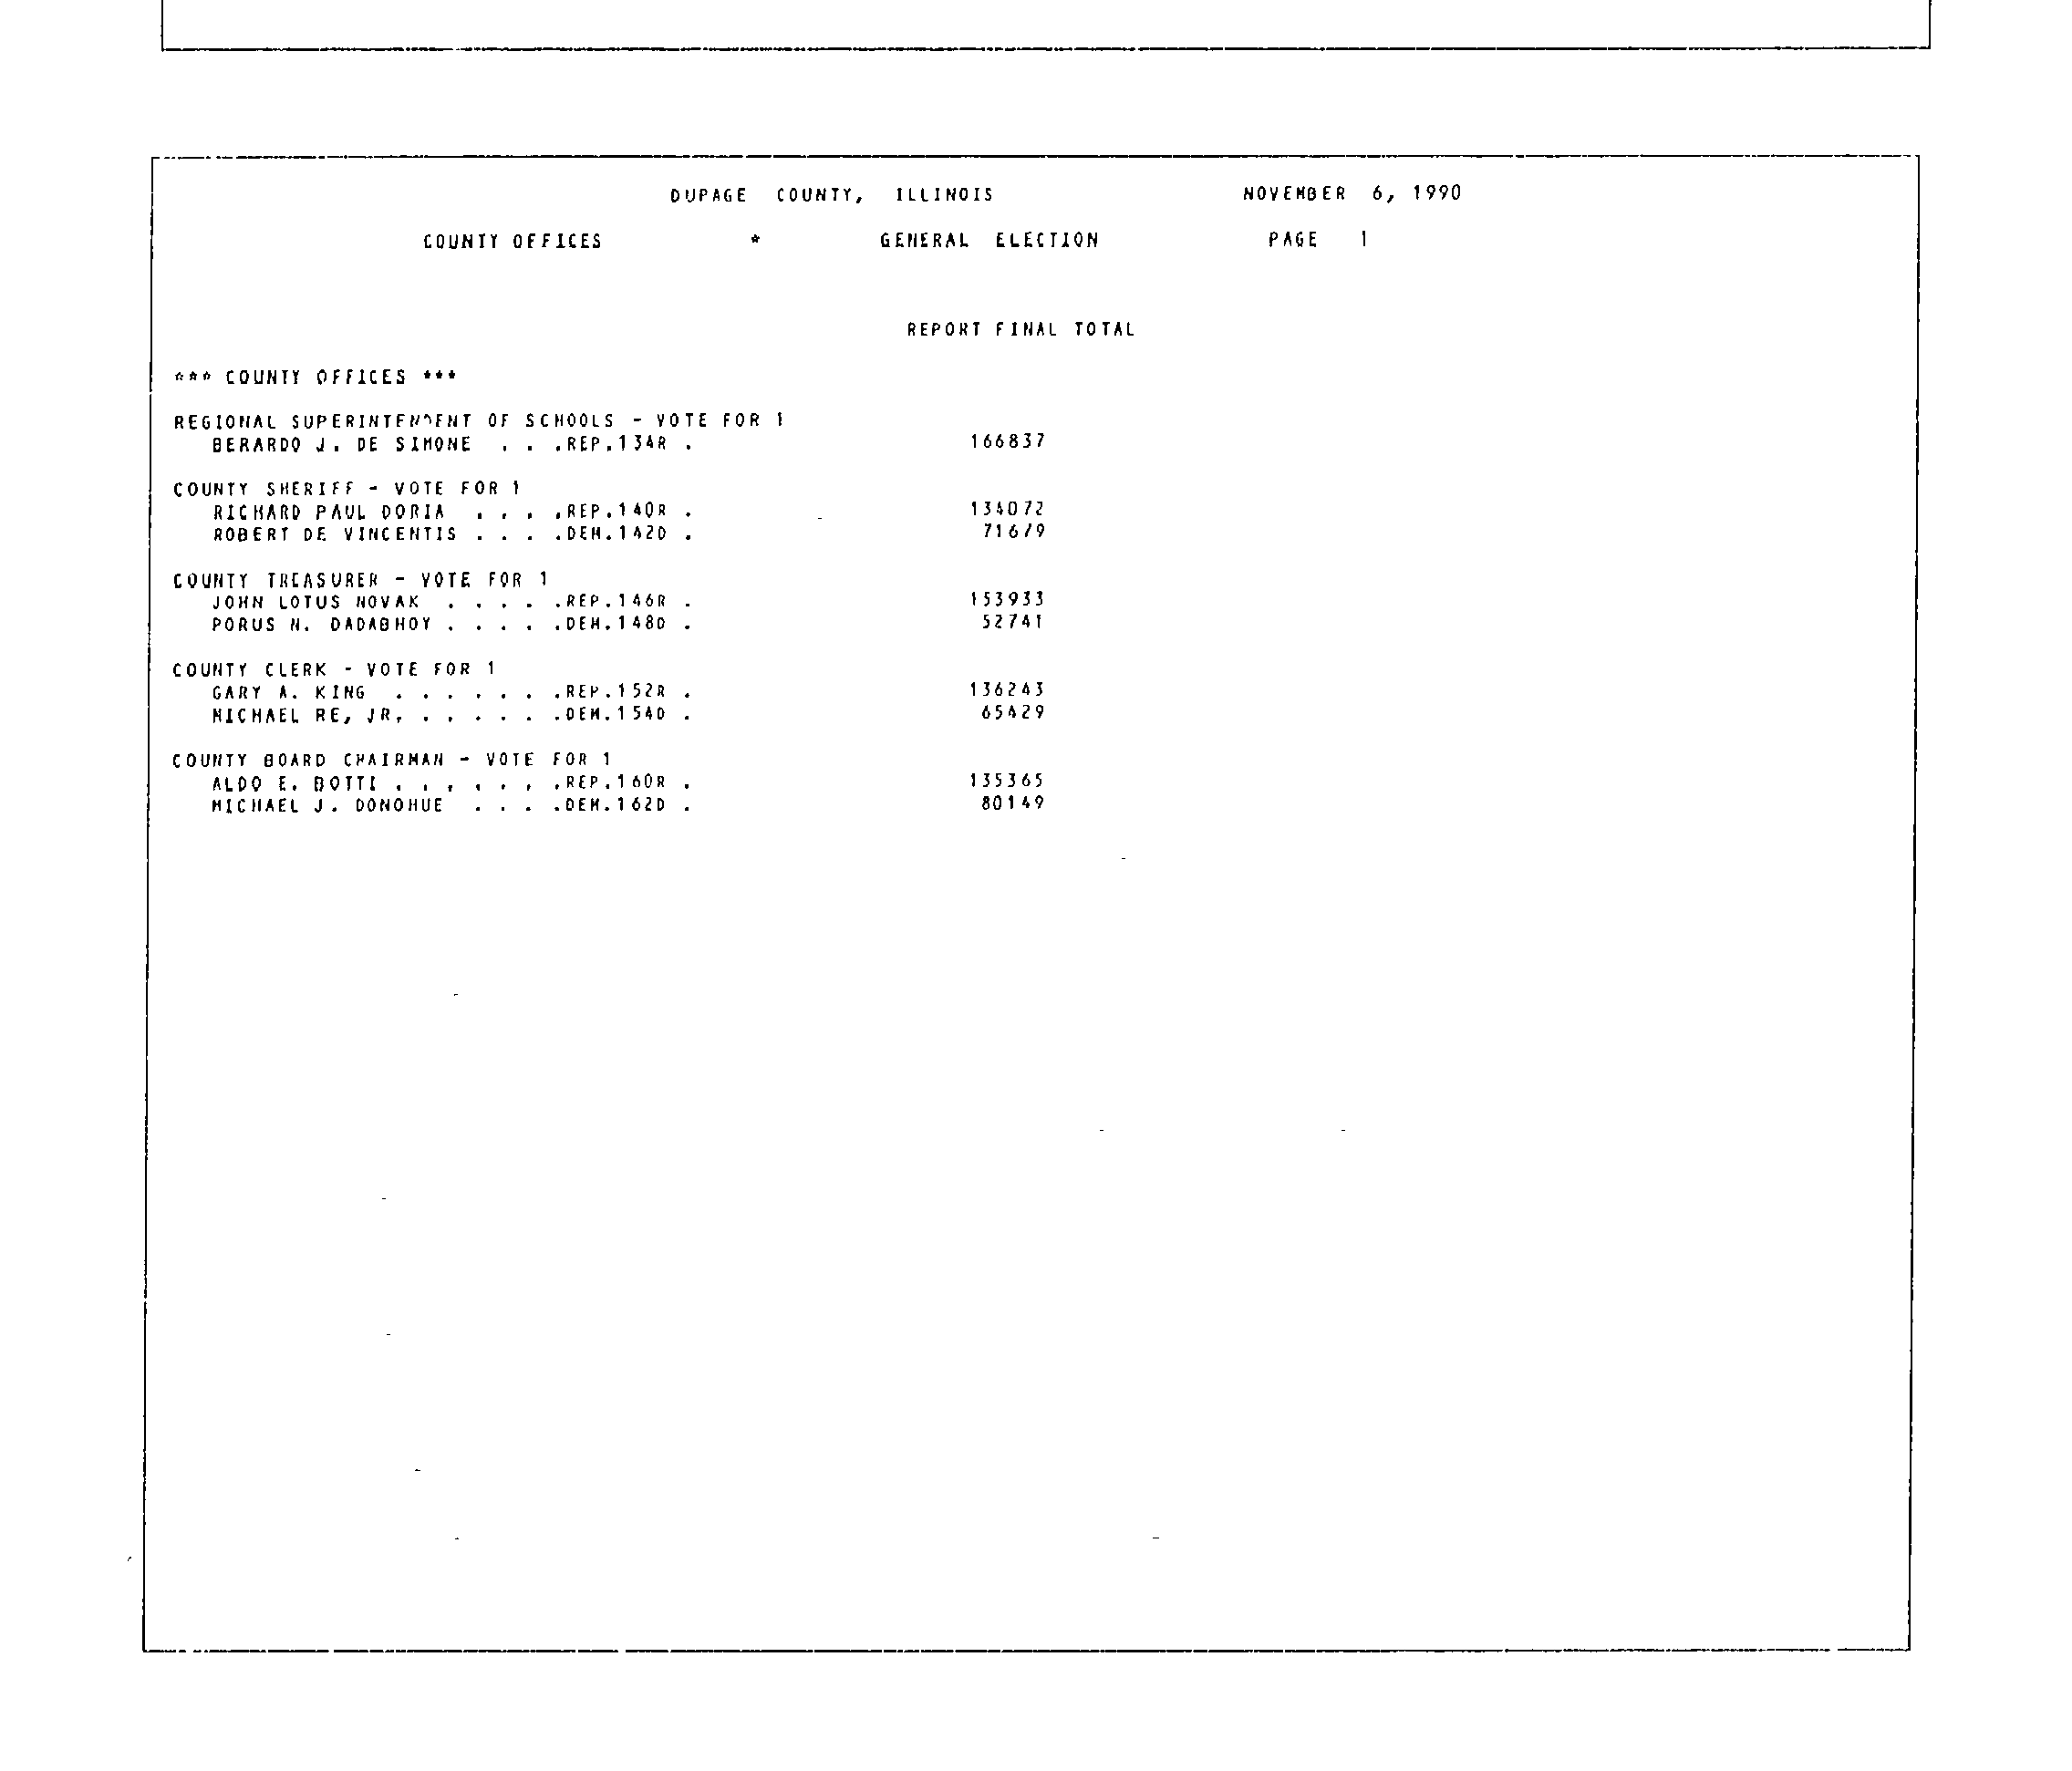 DUPAGE COUNTY, ILLINOIS NOVEMBER 6, 1990
COUNTY OFFICES * GENERAL ELECTION PAGE 1
REPORT FINAL TOTAL
*** COUNTY OFFICES ***
REGIONAL SUPERINTENDENT OF SCHOOLS - VOTE FOR 1
BERARDO J. DE SIMONE . . .REP.134R . 166837
COUNTY SHERIFF - VOTE FOR 1
RICHARD PAUL DORIA . . . .REP.140R . 134072
ROBERT DE VINCENTIS . . . .DEM.142D . 71679
COUNTY TREASURER - VOTE FOR 1
JOHN LOTUS NOVAK . . . . .REP.146R . 153933
PORUS N. DADABHOY . . . . .DEM.148D . 52741
COUNTY CLERK - VOTE FOR 1
GARY A. KING . . . . . . .REP.152R . 136243
MICHAEL RE, JR. . . . . . .DEM.154D . 65429
COUNTY BOARD CHAIRMAN - VOTE FOR 1
ALDO E. BOTTI . . . . . . .REP.160R . 135365
MICHAEL J. DONOHUE . . . .DEM.162D . 80149